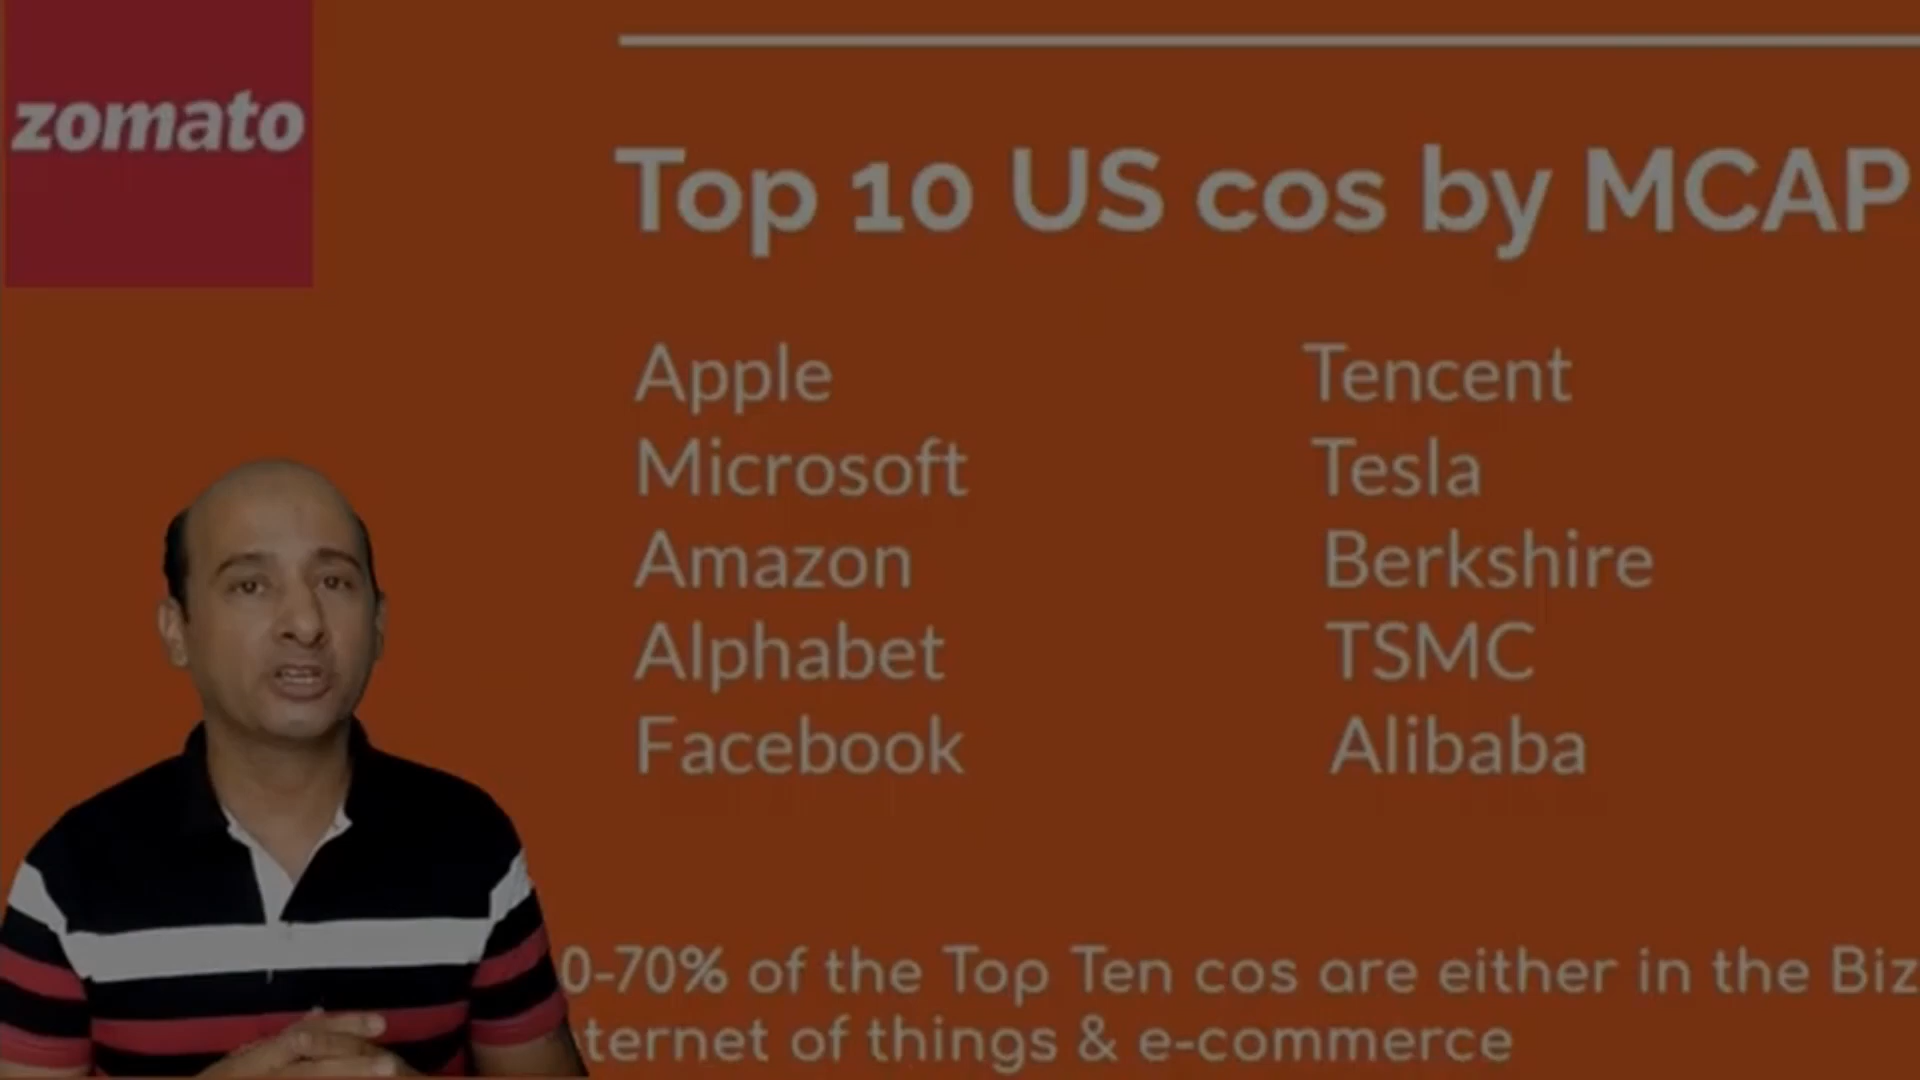 zomato
Top 10 US cos by MCAP
Apple
Microsoft
Amazon
Alphabet
Facebook
Tencent
Tesla
Berkshire
TSMC
Alibaba
0-70% of the Top Ten cos are either in the Biz
ternet of things & e-commerce